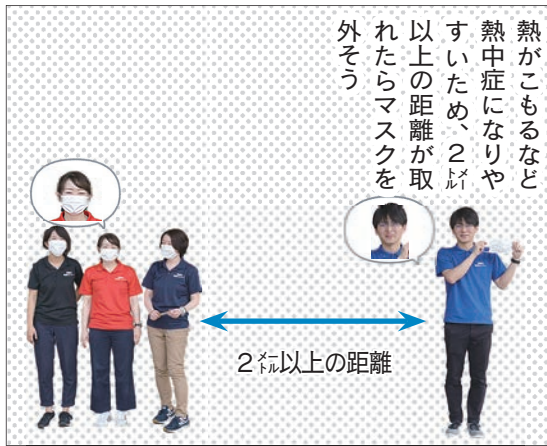 熱がこもるなど
熱中症になりや
すいため、2㍍
以上の距離が取
れたらマスクを
外そう
2㍍以上の距離